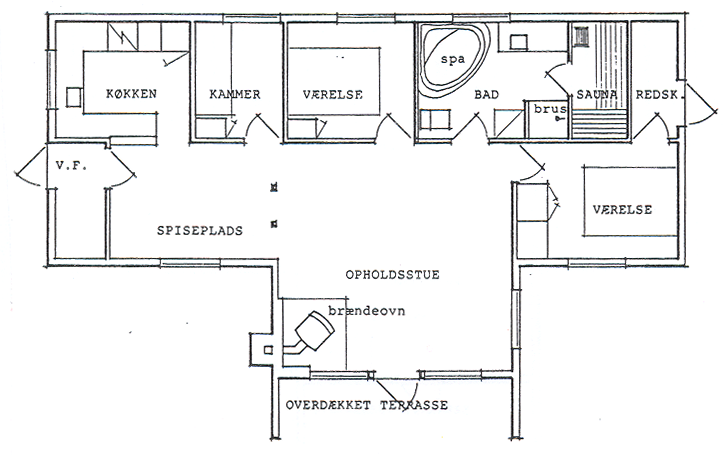 spa
KØKKEN
KAMMER
VÆRELSE
BAD
SAUNA
REDSK.
brus
V.F.
VÆRELSE
SPISEPLADS
OPHOLDSSTUE
brændeovn
OVERDÆKKET TERRASSE